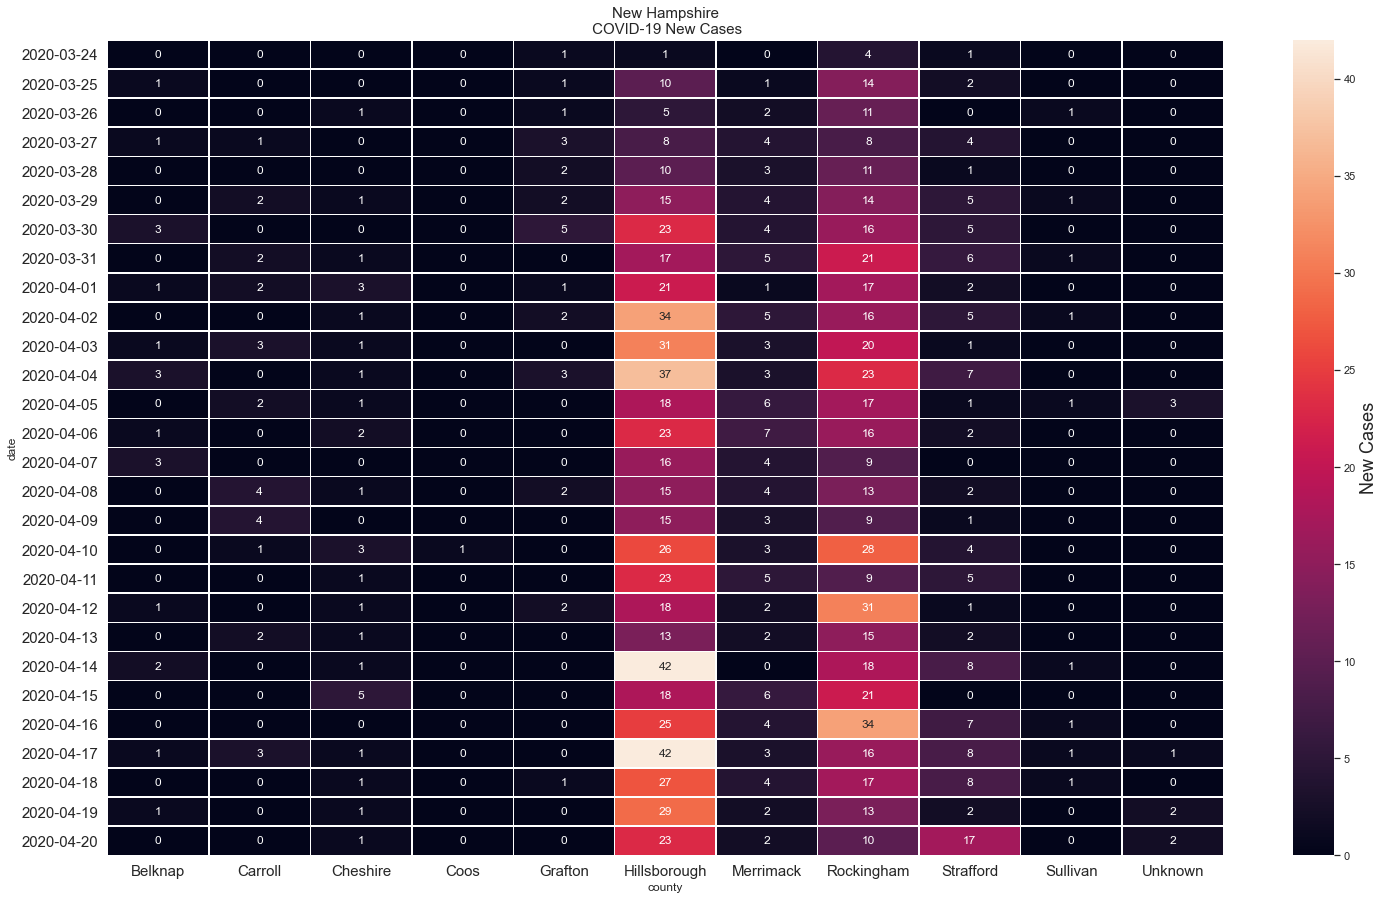 New Hampshire
COVID-19 New Cases
2020-03-24 0 0 0 0 1 1 0 4 1 0 0
2020-03-25 1 0 0 0 1 10 1 14 2 0 0
2020-03-26 0 0 1 0 1 5 2 11 0 1 0
2020-03-27 1 1 0 0 3 8 4 8 4 0 0
2020-03-28 0 0 0 0 2 10 3 11 1 0 0
2020-03-29 0 2 1 0 2 15 4 14 5 1 0
2020-03-30 3 0 0 0 5 23 4 16 5 0 0
2020-03-31 0 2 1 0 0 17 5 21 6 1 0
2020-04-01 1 2 3 0 1 21 1 17 2 0 0
2020-04-02 0 0 1 0 2 34 5 16 5 1 0
2020-04-03 1 3 1 0 0 31 3 20 1 0 0
2020-04-04 3 0 1 0 3 37 3 23 7 0 0
2020-04-05 0 2 1 0 0 18 6 17 1 1 3
2020-04-06 1 0 2 0 0 23 7 16 2 0 0
2020-04-07 3 0 0 0 0 16 4 9 0 0 0
2020-04-08 0 4 1 0 2 15 4 13 2 0 0
2020-04-09 0 4 0 0 0 15 3 9 1 0 0
2020-04-10 0 1 3 1 0 26 3 28 4 0 0
2020-04-11 0 0 1 0 0 23 5 9 5 0 0
2020-04-12 1 0 1 0 2 18 2 31 1 0 0
2020-04-13 0 2 1 0 0 13 2 15 2 0 0
2020-04-14 2 0 1 0 0 42 0 18 8 1 0
2020-04-15 0 0 5 0 0 18 6 21 0 0 0
2020-04-16 0 0 0 0 0 25 4 34 7 1 0
2020-04-17 1 3 1 0 0 42 3 16 8 1 1
2020-04-18 0 0 1 0 1 27 4 17 8 1 0
2020-04-19 1 0 1 0 0 29 2 13 2 0 2
2020-04-20 0 0 1 0 0 23 2 10 17 0 2
Belknap Carroll Cheshire Coos Grafton Hillsborough Merrimack Rockingham Strafford Sullivan Unknown
county
date
40
35
30
25
20
15
10
5
0
New Cases